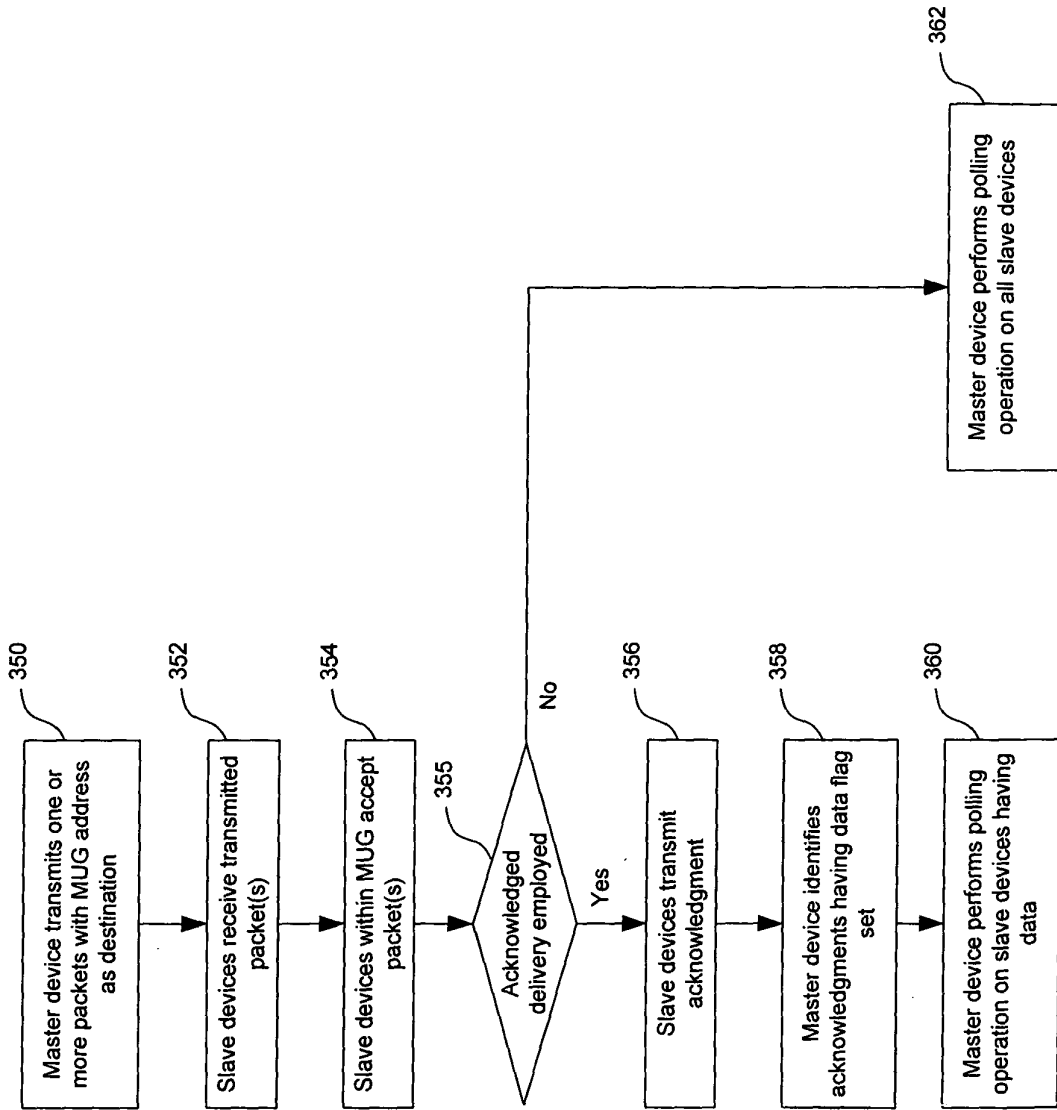 350
Master device transmits one or
more packets with MUG address
as destination
352
Slave devices receive transmitted
packet(s)
354
Slave devices within MUG accept
packet(s)
355
Acknowledged
delivery employed
No
Yes
356
Slave devices transmit
acknowledgment
358
Master device identifies
acknowledgments having data flag
set
360
Master device performs polling
operation on slave devices having
data
362
Master device performs polling
operation on all slave devices